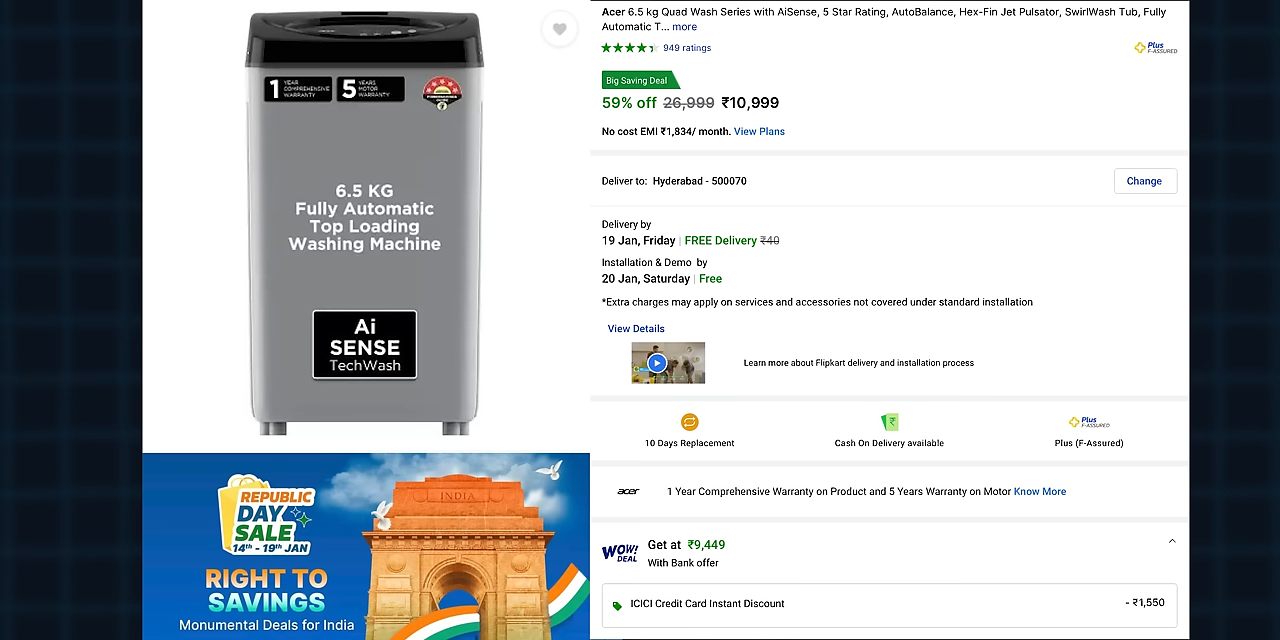 1 YEAR COMPREHENSIVE WARRANTY
5 YEARS MOTOR WARRANTY
6.5 KG
Fully Automatic
Top Loading
Washing Machine
Ai
SENSE
TechWash
REPUBLIC
DAY
SALE
14th - 19th JAN
INDIA
RIGHT TO
SAVINGS
Monumental Deals for India
Acer 6.5 kg Quad Wash Series with AiSense, 5 Star Rating, AutoBalance, Hex-Fin Jet Pulsator, SwirlWash Tub, Fully
Automatic T... more
949 ratings
Plus
F-ASSURED
Big Saving Deal
59% off 26,999 ₹10,999
No cost EMI ₹1,834/ month. View Plans
Deliver to: Hyderabad - 500070
Change
Delivery by
19 Jan, Friday | FREE Delivery ₹40
Installation & Demo by
20 Jan, Saturday | Free
*Extra charges may apply on services and accessories not covered under standard installation
View Details
Learn more about Flipkart delivery and installation process
Plus
F-ASSURED
10 Days Replacement
Cash On Delivery available
Plus (F-Assured)
acer
1 Year Comprehensive Warranty on Product and 5 Years Warranty on Motor Know More
WOW!
DEAL
Get at ₹9,449
With Bank offer
ICICI Credit Card Instant Discount
- ₹1,550